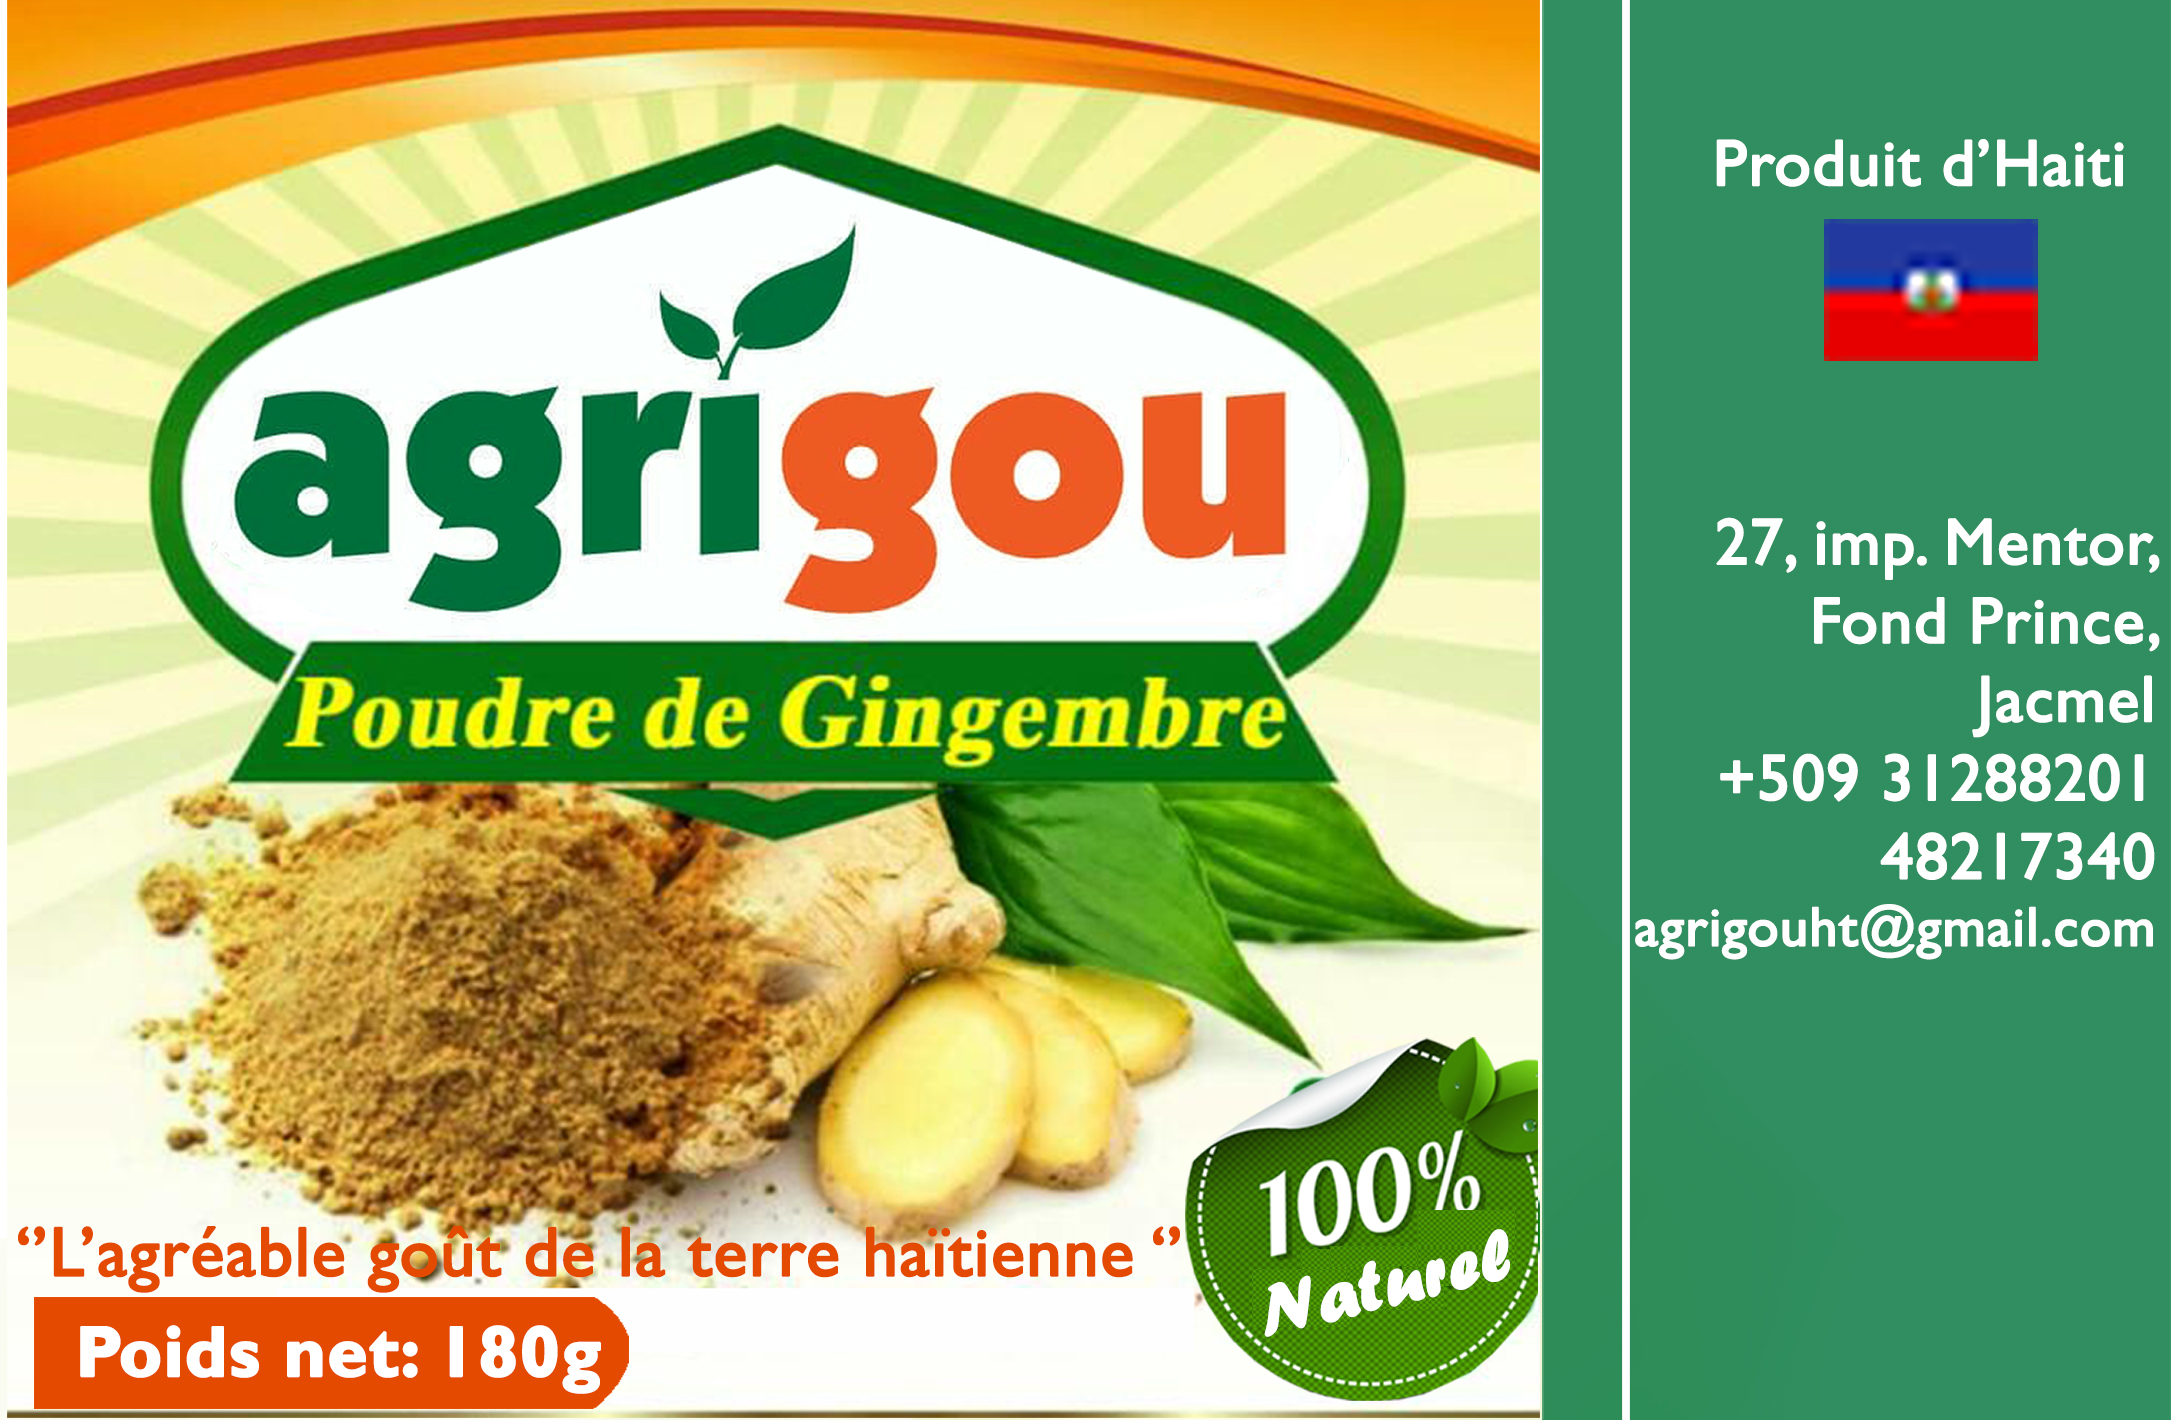 agrigou
Poudre de Gingembre
‘’L’agréable goût de la terre haïtienne ‘’
Poids net: 180g
100%
Naturel
Produit d’Haiti
27, imp. Mentor,
Fond Prince,
Jacmel
+509 31288201
48217340
agrigouht@gmail.com